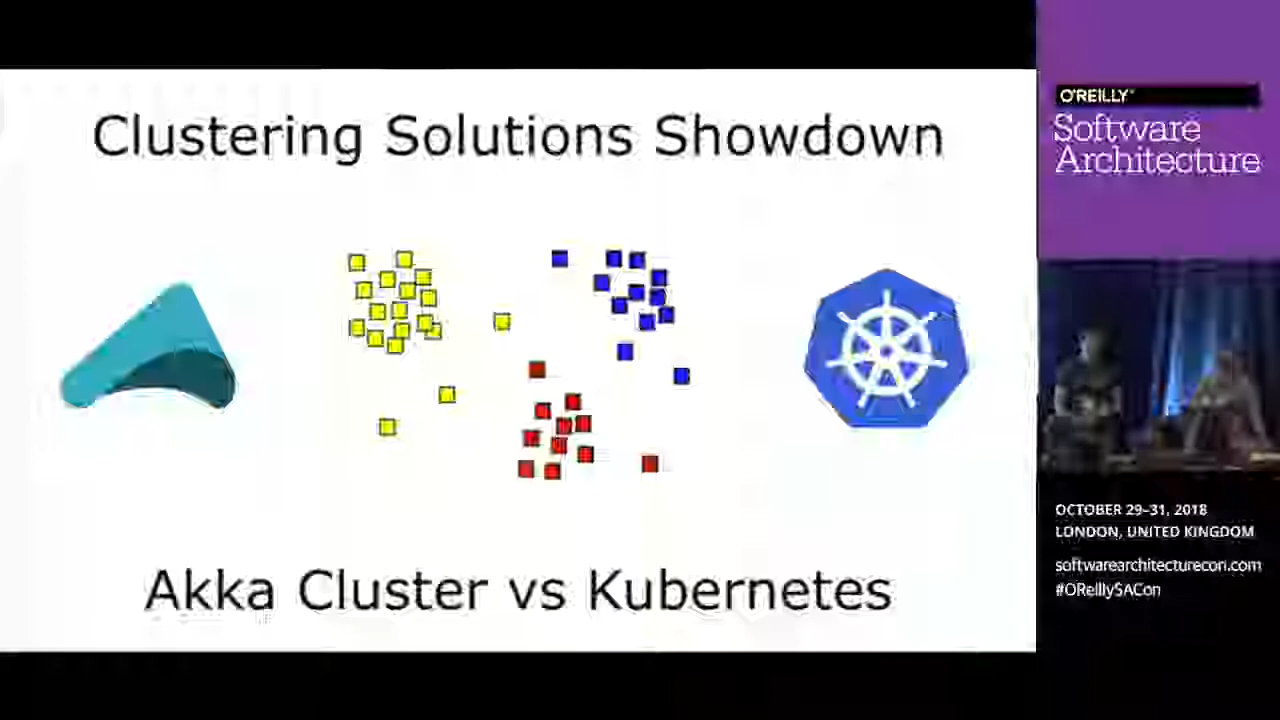 Clustering Solutions Showdown
Akka Cluster vs Kubernetes
O'REILLY®
Software
Architecture
OCTOBER 29–31, 2018
LONDON, UNITED KINGDOM
softwarearchitecturecon.com
#OReillySACon